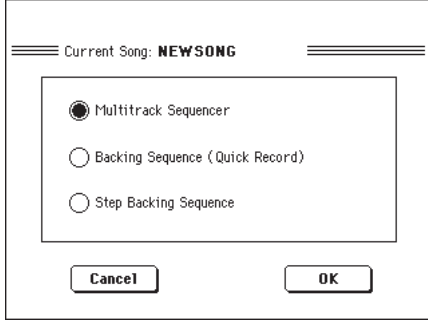 Current Song: NEWSONG
Multitrack Sequencer
Backing Sequence (Quick Record)
Step Backing Sequence
Cancel OK